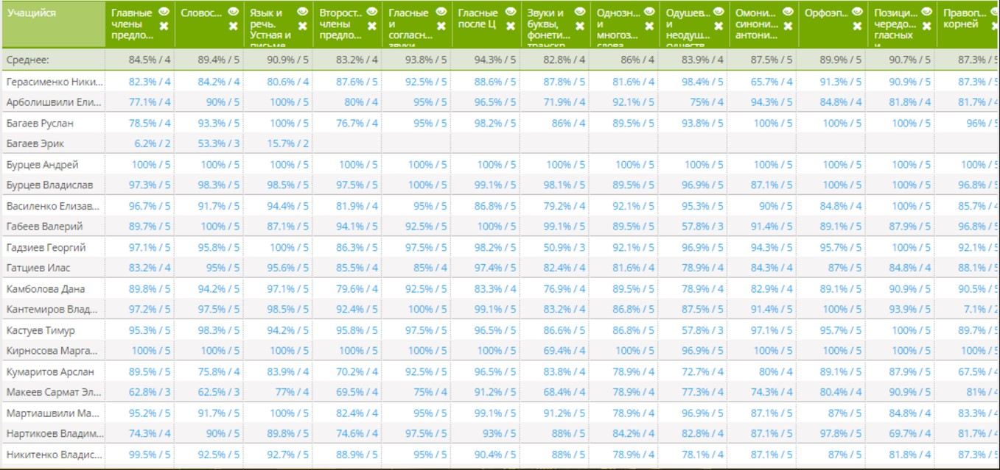 Учащийся Главные члены предло... Словос... Язык и речь. Устная и Второст... члены предло... Гласные и согласн... Гласные после Ц Звуки и буквы, фонети... Однозн... и многоз... Одушев... и неодуш... Омони... синони... антони... Орфоэп... Позици... чередо... гласных и Правоп... корней
Среднее: 84.5% / 4 89.4% / 5 90.9% / 5 83.2% / 4 93.8% / 5 94.3% / 5 82.8% / 4 86% / 4 83.9% / 4 87.5% / 5 89.9% / 5 90.7% / 5 87.3% / 5
Герасименко Ники... 82.3% / 4 84.2% / 4 80.6% / 4 87.6% / 5 92.5% / 5 88.6% / 5 87.8% / 5 81.6% / 4 98.4% / 5 65.7% / 4 91.3% / 5 90.9% / 5 87.3% / 5
Арболишвили Ели... 77.1% / 4 90% / 5 100% / 5 80% / 4 95% / 5 96.5% / 5 71.9% / 4 92.1% / 5 75% / 4 94.3% / 5 84.8% / 4 81.8% / 4 81.7% / 4
Багаев Руслан 78.5% / 4 93.3% / 5 100% / 5 76.7% / 4 95% / 5 98.2% / 5 86% / 4 89.5% / 5 93.8% / 5 100% / 5 100% / 5 100% / 5 96% / 5
Багаев Эрик 6.2% / 2 53.3% / 3 15.7% / 2
Бурцев Андрей 100% / 5 100% / 5 100% / 5 100% / 5 100% / 5 100% / 5 100% / 5 100% / 5 100% / 5 100% / 5 100% / 5 100% / 5 100% / 5
Бурцев Владислав 97.3% / 5 98.3% / 5 98.5% / 5 97.5% / 5 100% / 5 99.1% / 5 98.1% / 5 89.5% / 5 96.9% / 5 87.1% / 5 100% / 5 100% / 5 96.8% / 5
Василенко Елизав... 96.7% / 5 91.7% / 5 94.4% / 5 81.9% / 4 95% / 5 86.8% / 5 79.2% / 4 92.1% / 5 95.3% / 5 90% / 5 84.8% / 4 100% / 5 85.7% / 4
Габеев Валерий 89.7% / 5 100% / 5 87.1% / 5 94.1% / 5 92.5% / 5 100% / 5 99.1% / 5 89.5% / 5 57.8% / 3 91.4% / 5 89.1% / 5 87.9% / 5 96.8% / 5
Гадзиев Георгий 97.1% / 5 95.8% / 5 100% / 5 86.3% / 5 97.5% / 5 98.2% / 5 50.9% / 3 92.1% / 5 96.9% / 5 94.3% / 5 95.7% / 5 100% / 5 92.1% / 5
Гатциев Илас 83.2% / 4 95% / 5 95.6% / 5 85.5% / 4 85% / 4 97.4% / 5 82.4% / 4 81.6% / 4 78.9% / 4 84.3% / 4 87% / 5 84.8% / 4 88.1% / 5
Камболова Дана 89.8% / 5 94.2% / 5 97.1% / 5 79.6% / 4 92.5% / 5 83.3% / 4 76.9% / 4 89.5% / 5 78.9% / 4 82.9% / 4 89.1% / 5 90.9% / 5 90.5% / 5
Кантемиров Влад... 97.2% / 5 97.5% / 5 98.5% / 5 92.4% / 5 100% / 5 99.1% / 5 83.2% / 4 86.8% / 5 87.5% / 5 91.4% / 5 100% / 5 93.9% / 5 7.1% / 2
Кастуев Тимур 95.3% / 5 98.3% / 5 94.2% / 5 95.8% / 5 97.5% / 5 96.5% / 5 86.6% / 5 86.8% / 5 57.8% / 3 97.1% / 5 95.7% / 5 100% / 5 89.7% / 5
Кирносова Марга... 100% / 5 100% / 5 100% / 5 100% / 5 100% / 5 100% / 5 69.4% / 4 100% / 5 96.9% / 5 100% / 5 100% / 5 100% / 5 100% / 5
Кумаритов Арслан 89.5% / 5 75.8% / 4 83.9% / 4 70.2% / 4 92.5% / 5 96.5% / 5 83.8% / 4 78.9% / 4 72.7% / 4 80% / 4 89.1% / 5 87.9% / 5 67.5% / 4
Макеев Сармат Эл... 62.8% / 3 62.5% / 3 77% / 4 69.5% / 4 75% / 4 91.2% / 5 68.4% / 4 78.9% / 4 77.3% / 4 74.3% / 4 80.4% / 4 90.9% / 5 81% / 4
Мартиашвили Ма... 95.2% / 5 91.7% / 5 100% / 5 82.4% / 4 95% / 5 99.1% / 5 91.2% / 5 78.9% / 4 96.9% / 5 87.1% / 5 87% / 5 84.8% / 4 83.3% / 4
Нартикоев Владим... 74.3% / 4 90% / 5 89.8% / 5 74.6% / 4 97.5% / 5 93% / 5 88% / 5 84.2% / 4 82.8% / 4 87.1% / 5 97.8% / 5 69.7% / 4 81.7% / 4
Никитенко Владис... 99.5% / 5 92.5% / 5 92.7% / 5 88.9% / 5 95% / 5 90.4% / 5 88% / 5 78.9% / 4 78.1% / 4 87.1% / 5 87% / 5 81.8% / 4 87.3% / 5